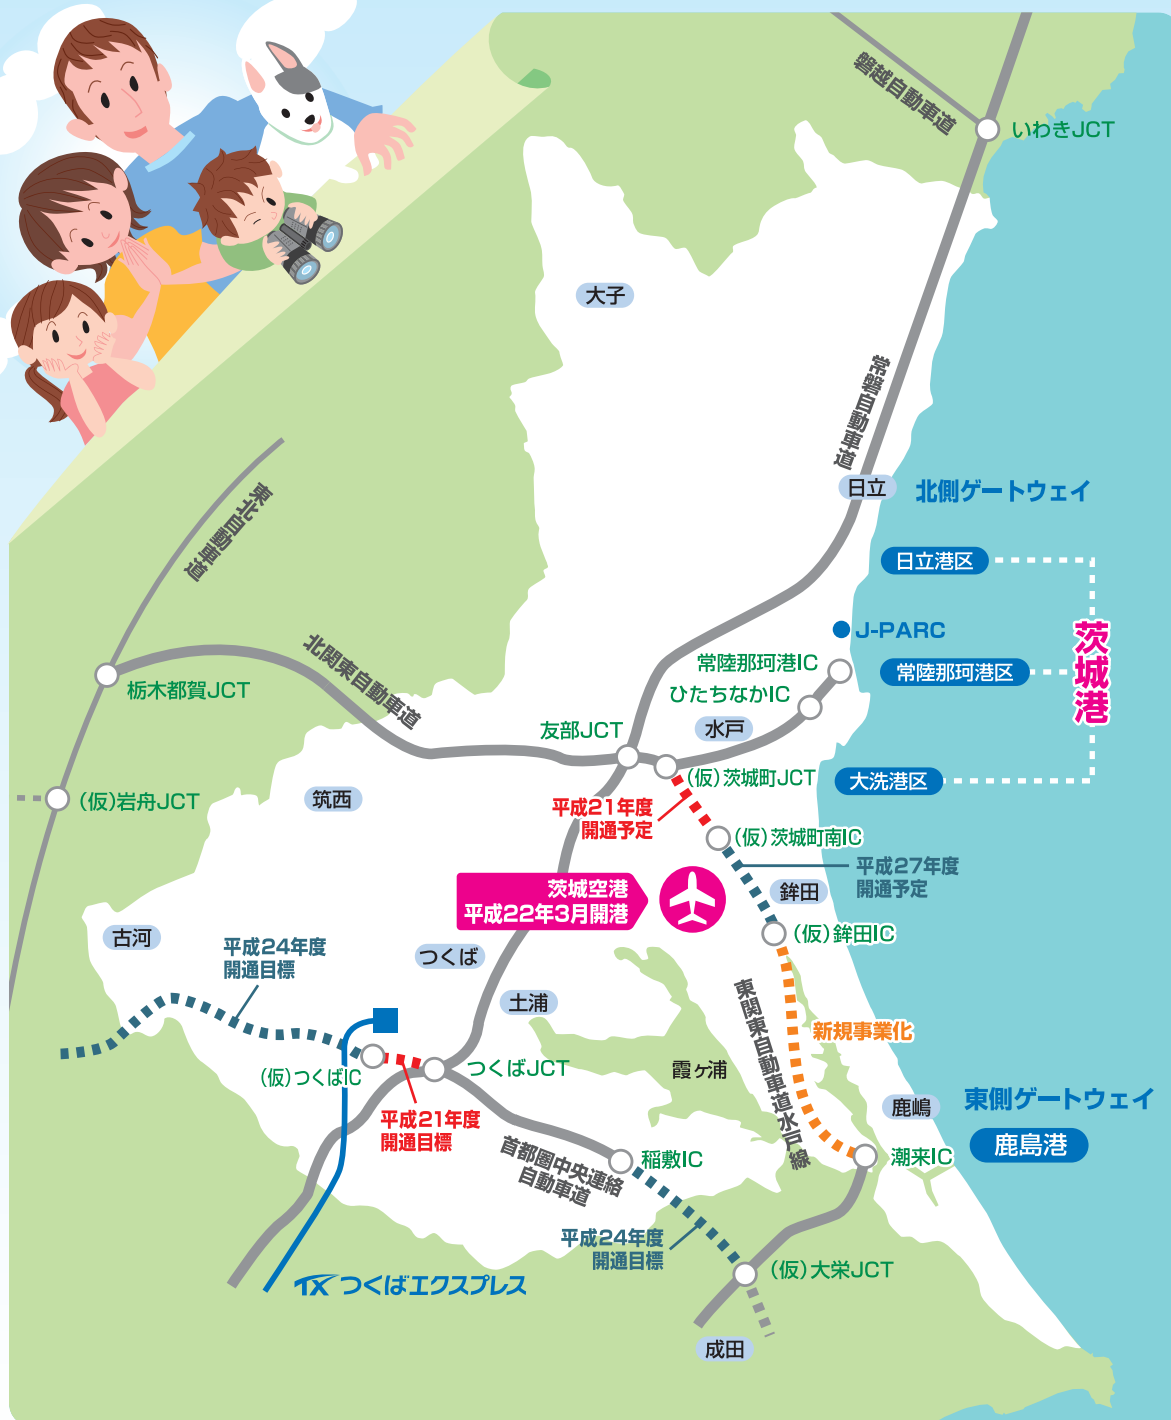 磐越自動車道
いわきJCT
大子
常磐自動車道
日立
北側ゲートウェイ
東北自動車道
日立港区
J-PARC
茨城港
北関東自動車道
常陸那珂港IC
常陸那珂港区
栃木都賀JCT
ひたちなかIC
友部JCT
水戸
(仮)茨城町JCT
大洗港区
(仮)岩舟JCT
筑西
平成21年度
開通予定
(仮)茨城町南IC
平成27年度
開通予定
茨城空港
平成22年3月開港
鉾田
古河
(仮)鉾田IC
平成24年度
開通目標
つくば
土浦
東関東自動車道水戸線
新規事業化
(仮)つくばIC
つくばJCT
霞ヶ浦
平成21年度
開通目標
鹿嶋
東側ゲートウェイ
鹿島港
首都圏中央連絡
自動車道
稲敷IC
潮来IC
平成24年度
開通目標
(仮)大栄JCT
TXつくばエクスプレス
成田